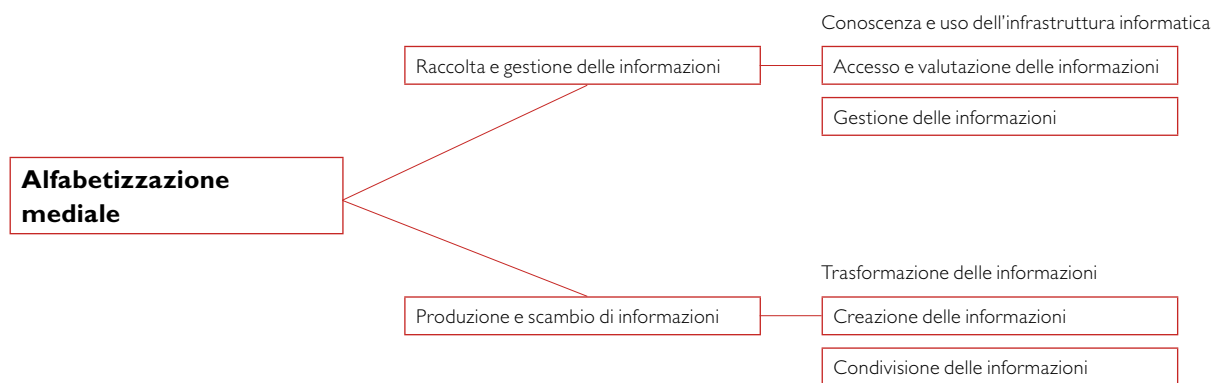 Conoscenza e uso dell'infrastruttura informatica
Raccolta e gestione delle informazioni
Accesso e valutazione delle informazioni
Gestione delle informazioni
Alfabetizzazione
mediale
Trasformazione delle informazioni
Produzione e scambio di informazioni
Creazione delle informazioni
Condivisione delle informazioni